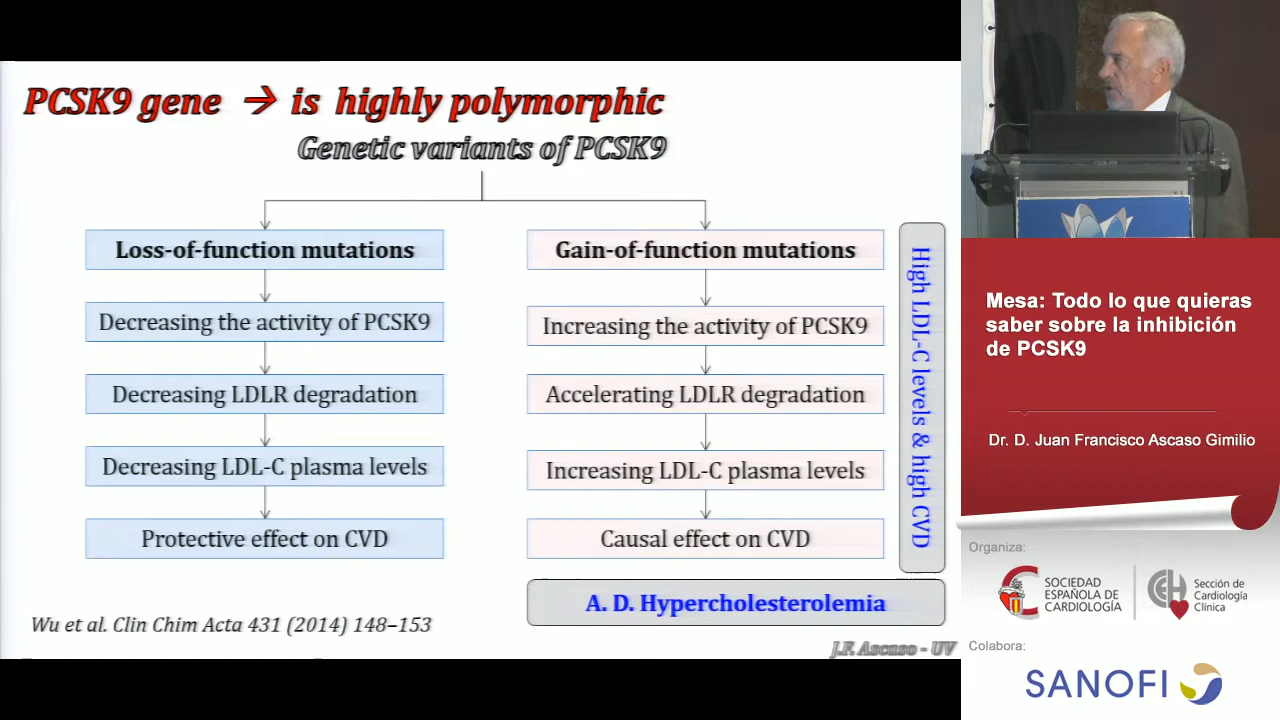 PCSK9 gene → is highly polymorphic
Genetic variants of PCSK9
Loss-of-function mutations
Decreasing the activity of PCSK9
Decreasing LDLR degradation
Decreasing LDL-C plasma levels
Protective effect on CVD
Gain-of-function mutations
Increasing the activity of PCSK9
Accelerating LDLR degradation
Increasing LDL-C plasma levels
Causal effect on CVD
High LDL-C levels & high CVD
A. D. Hypercholesterolemia
Wu et al. Clin Chim Acta 431 (2014) 148–153
J.F. Ascaso - UV
Mesa: Todo lo que quieras
saber sobre la inhibición
de PCSK9
Dr. D. Juan Francisco Ascaso Gimilio
Organiza:
SOCIEDAD
ESPAÑOLA DE
CARDIOLOGÍA
Sección de
Cardiología
Clínica
Colabora:
SANOFI